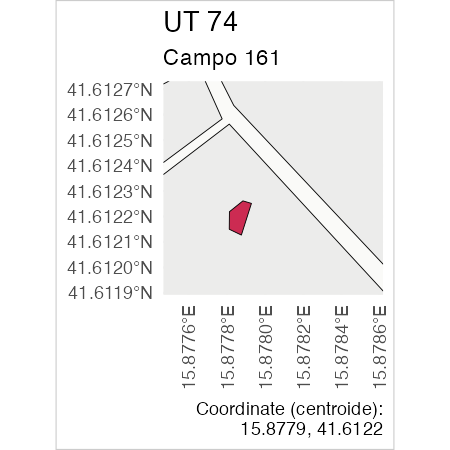 UT 74
Campo 161
41.6127°N
41.6126°N
41.6125°N
41.6124°N
41.6123°N
41.6122°N
41.6121°N
41.6120°N
41.6119°N
15.8776°E
15.8778°E
15.8780°E
15.8782°E
15.8784°E
15.8786°E
Coordinate (centroide):
15.8779, 41.6122